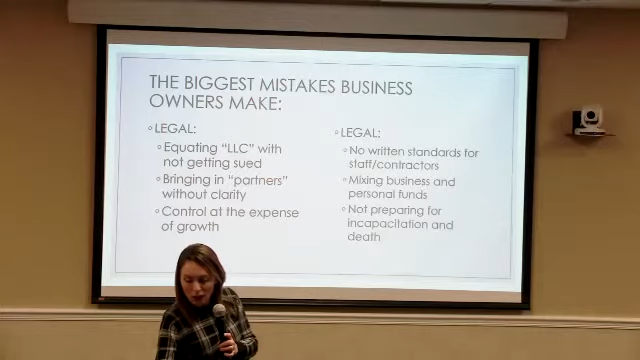 THE BIGGEST MISTAKES BUSINESS
OWNERS MAKE:
◦LEGAL:
◦Equating “LLC” with
not getting sued
◦Bringing in “partners”
without clarity
◦Control at the expense
of growth
◦LEGAL:
◦No written standards for
staff/contractors
◦Mixing business and
personal funds
◦Not preparing for
incapacitation and
death